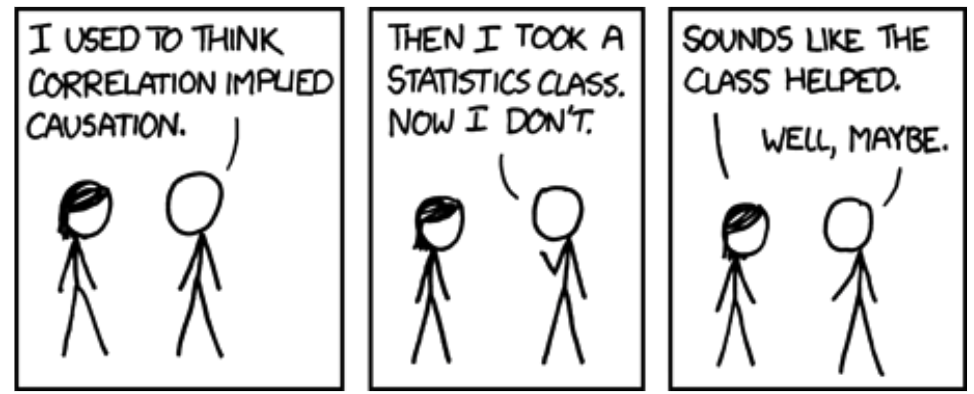 I USED TO THINK
CORRELATION IMPLIED
CAUSATION.
THEN I TOOK A
STATISTICS CLASS.
NOW I DON'T.
SOUNDS LIKE THE
CLASS HELPED.
WELL, MAYBE.